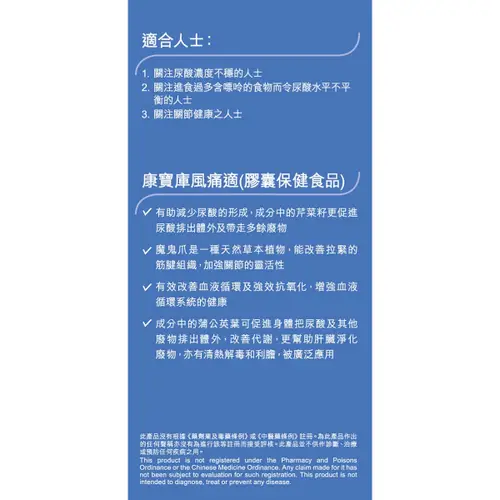 適合人士：
1. 關注尿酸濃度不穩的人士
2. 關注進食過多含嘌呤的食物而令尿酸水平不平
衡的人士
3. 關注關節健康之人士
康寶庫風痛適(膠囊保健食品)
✓ 有助減少尿酸的形成，成分中的芹菜籽更促進
尿酸排出體外及帶走多餘廢物
✓ 魔鬼爪是一種天然草本植物，能改善拉緊的
筋腱組織，加強關節的靈活性
✓ 有效改善血液循環及強效抗氧化，增強血液
循環系統的健康
✓ 成分中的蒲公英葉可促進身體把尿酸及其他
廢物排出體外，改善代謝，更幫助肝臟淨化
廢物，亦有清熱解毒和利膽，被廣泛應用
此產品沒有根據《藥劑業及毒藥條例》或《中醫藥條例》註冊。為此產品作出
的任何聲稱亦沒有為進行該等註冊而接受評核。此產品並不供作診斷、治療
或預防任何疾病之用。
This product is not registered under the Pharmacy and Poisons
Ordinance or the Chinese Medicine Ordinance. Any claim made for it has
not been subject to evaluation for such registration. This product is not
intended to diagnose, treat or prevent any disease.